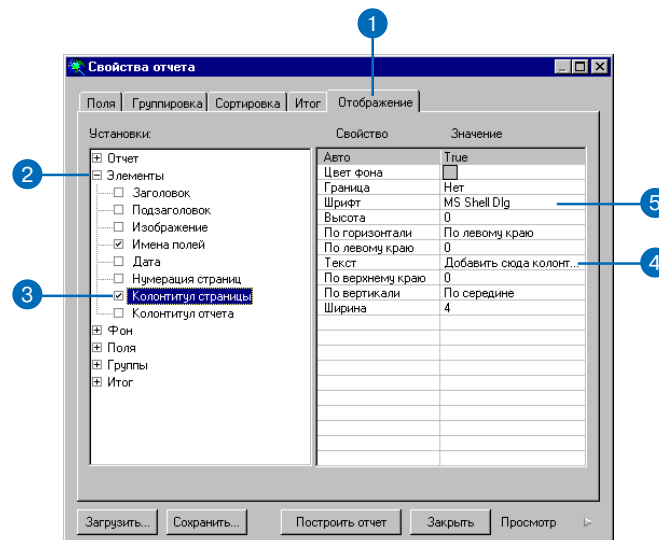 1
Свойства отчета
Поля Группировка Сортировка Итог Отображение
Установки: Свойство Значение
2
3
5
4
Отчет
Элементы
Заголовок
Подзаголовок
Изображение
Имена полей
Дата
Нумерация страниц
Колонтитул страницы
Колонтитул отчета
Фон
Поля
Группы
Итог
Авто True
Цвет фона
Граница Нет
Шрифт MS Shell Dlg
Высота 0
По горизонтали По левому краю
По левому краю 0
Текст Добавить сюда колонт...
По верхнему краю 0
По вертикали По середине
Ширина 4
Загрузить... Сохранить... Построить отчет Закрыть Просмотр